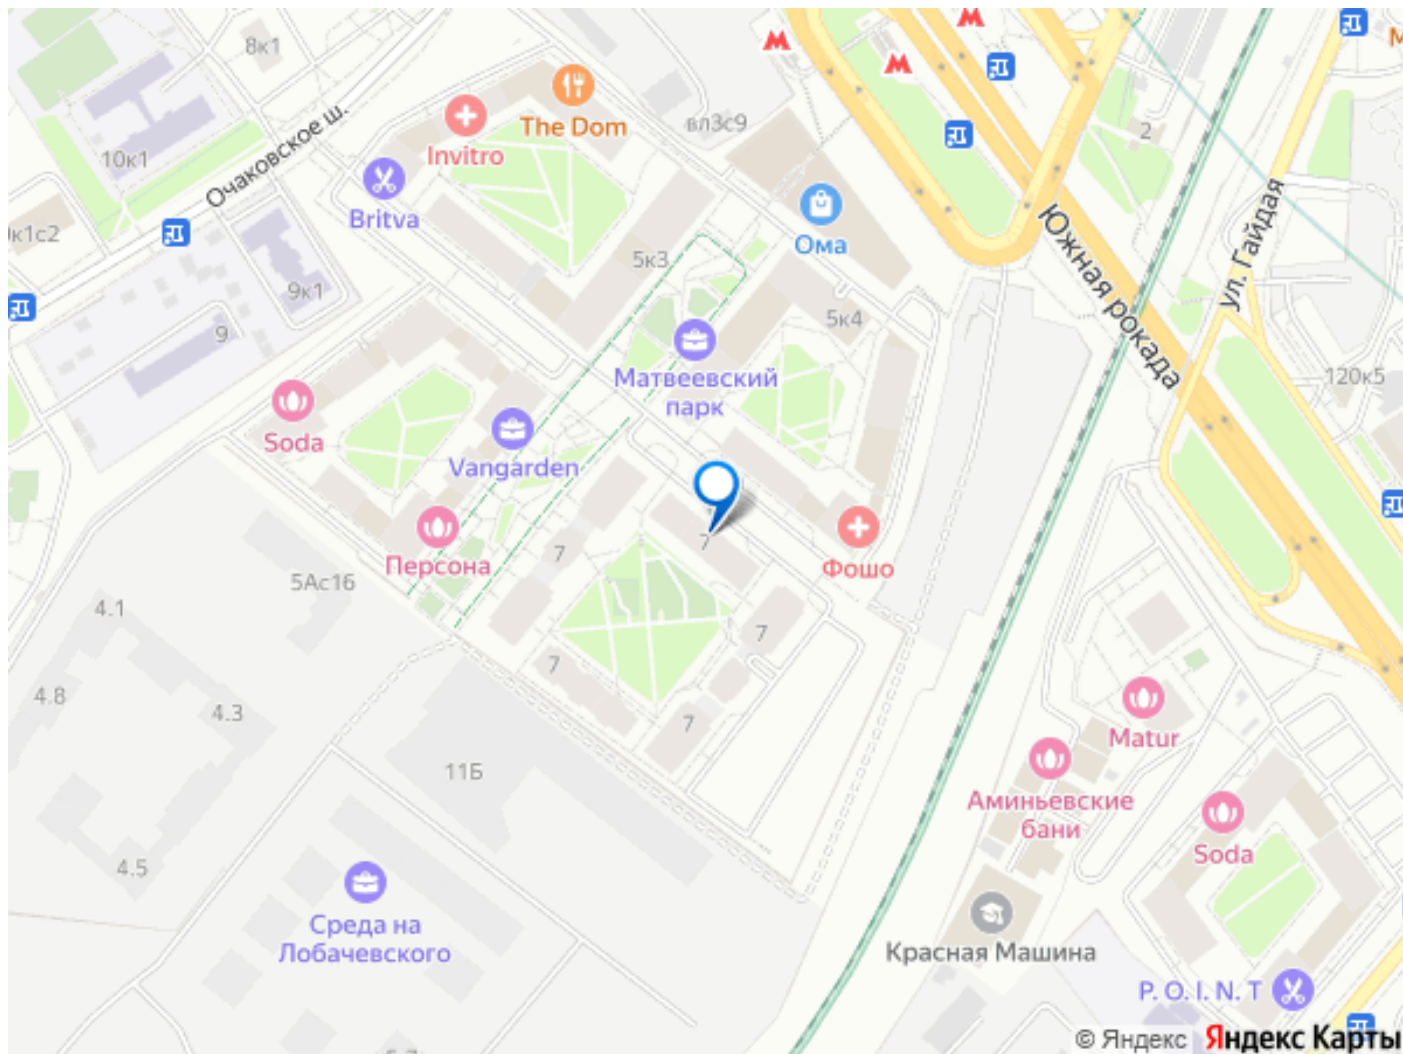 8к1
The Dom
вл3с9
2
Invitro
10к1
Очаковское ш.
Britva
Ома
Южная рокада
ул. Гайдая
к1с2
5к3
9к1
9
5к4
Матвеевский
парк
120к5
Soda
Vangarden
Персона
7
7
Фошо
5Ас16
4.1
7
7
4.8
4.3
7
Matur
11Б
Аминьевские
бани
4.5
Soda
Среда на
Лобачевского
Красная Машина
P. O. I. N. T
© Яндекс Яндекс Карты